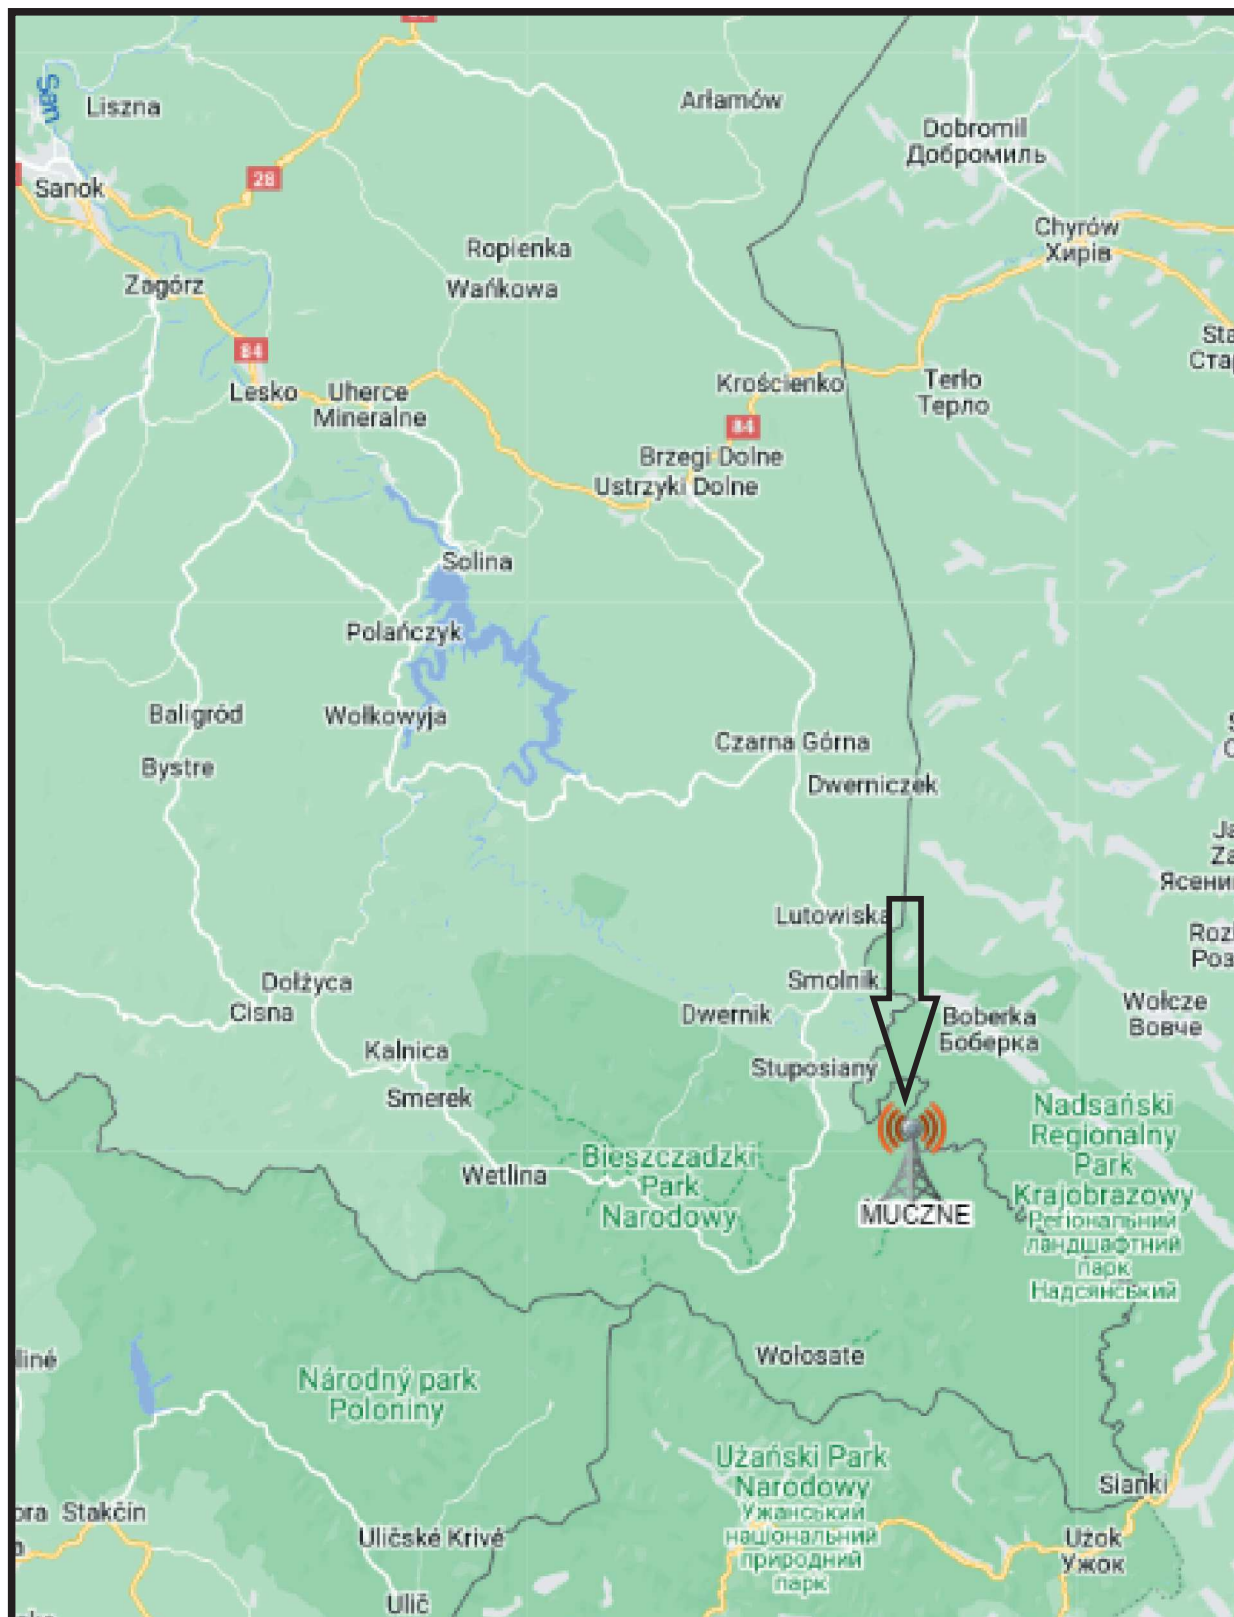 San
Liszna
Arłamów
Dobromil
Добромиль
28
Sanok
Chyrów
Хирів
Ropienka
Zagórz
Wańkowa
84
Krościenko
Terło
Терло
Lesko
Uherce
Mineralne
84
Brzegi Dolne
Ustrzyki Dolne
Solina
Polańczyk
Baligród
Wołkowyja
Czarna Górna
Bystre
Dwerniczek
Lutowiska
Dołżyca
Smolnik
Cisna
Dwernik
Boberka
Боберка
Wołcze
Вовче
Kalnica
Stuposiany
Smerek
Nadsański
Regionalny
Park
Krajobrazowy
Регіональний
ландшафтний
парк
Надсянський
Bieszczadzki
Park
Narodowy
Wetlina
MUCZNE
Wołosate
Národný park
Poloniny
Użański Park
Narodowy
Ужанський
національний
природний
парк
Sianki
Stakčín
Uličské Krivé
Użok
Ужок
Ulič